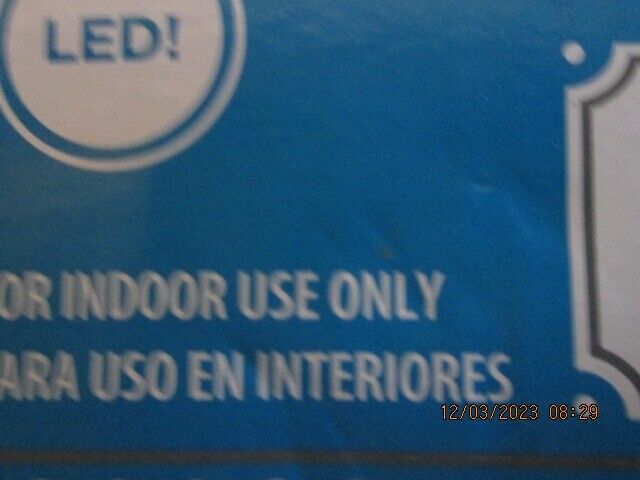 LED!
OR INDOOR USE ONLY
ARA USO EN INTERIORES
12/03/2023 08:29